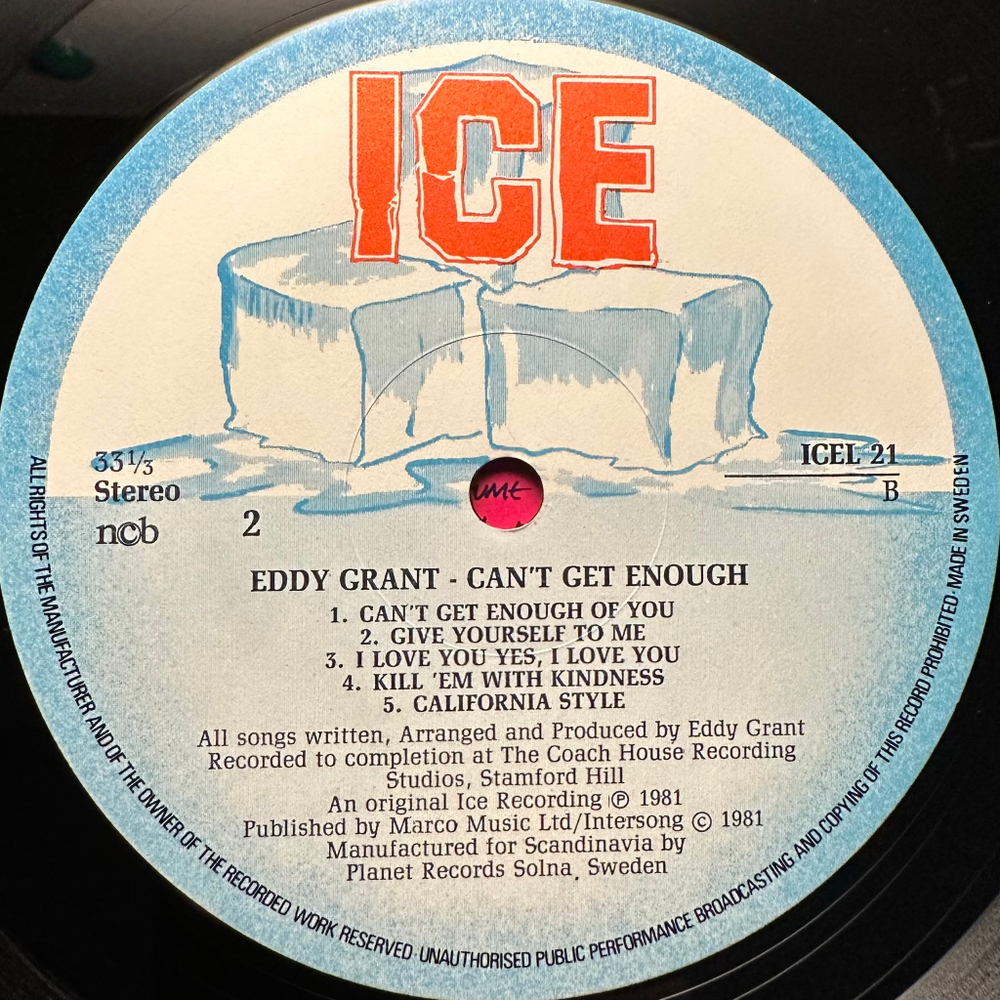 ICE
33 1/3
Stereo
ncb
2
ICEL 21
B
EDDY GRANT - CAN'T GET ENOUGH
1. CAN'T GET ENOUGH OF YOU
2. GIVE YOURSELF TO ME
3. I LOVE YOU YES, I LOVE YOU
4. KILL 'EM WITH KINDNESS
5. CALIFORNIA STYLE
All songs written, Arranged and Produced by Eddy Grant
Recorded to completion at The Coach House Recording
Studios, Stamford Hill
An original Ice Recording ℗ 1981
Published by Marco Music Ltd/Intersong © 1981
Manufactured for Scandinavia by
Planet Records Solna, Sweden
ALL RIGHTS OF THE MANUFACTURER AND OF THE OWNER OF THE RECORDED WORK RESERVED · UNAUTHORISED PUBLIC PERFORMANCE BROADCASTING AND COPYING OF THIS RECORD PROHIBITED · MADE IN SWEDEN